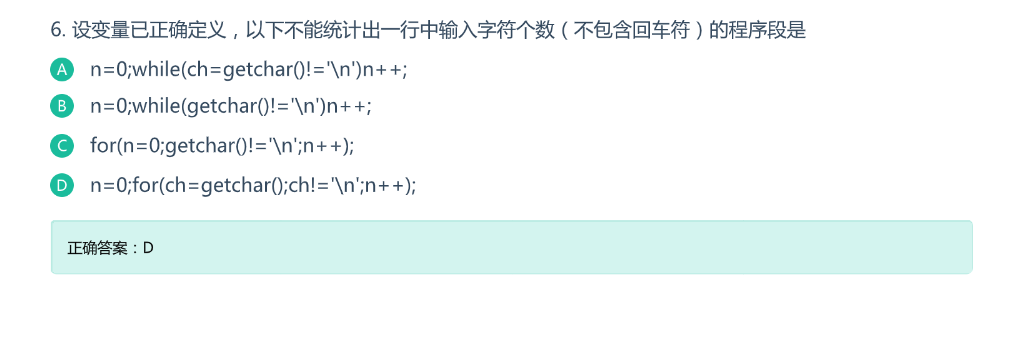 6. 设变量已正确定义，以下不能统计出一行中输入字符个数（不包含回车符）的程序段是
A n=0;while(ch=getchar()!='\n')n++;
B n=0;while(getchar()!='\n')n++;
C for(n=0;getchar()!='\n';n++);
D n=0;for(ch=getchar();ch!='\n';n++);
正确答案：D